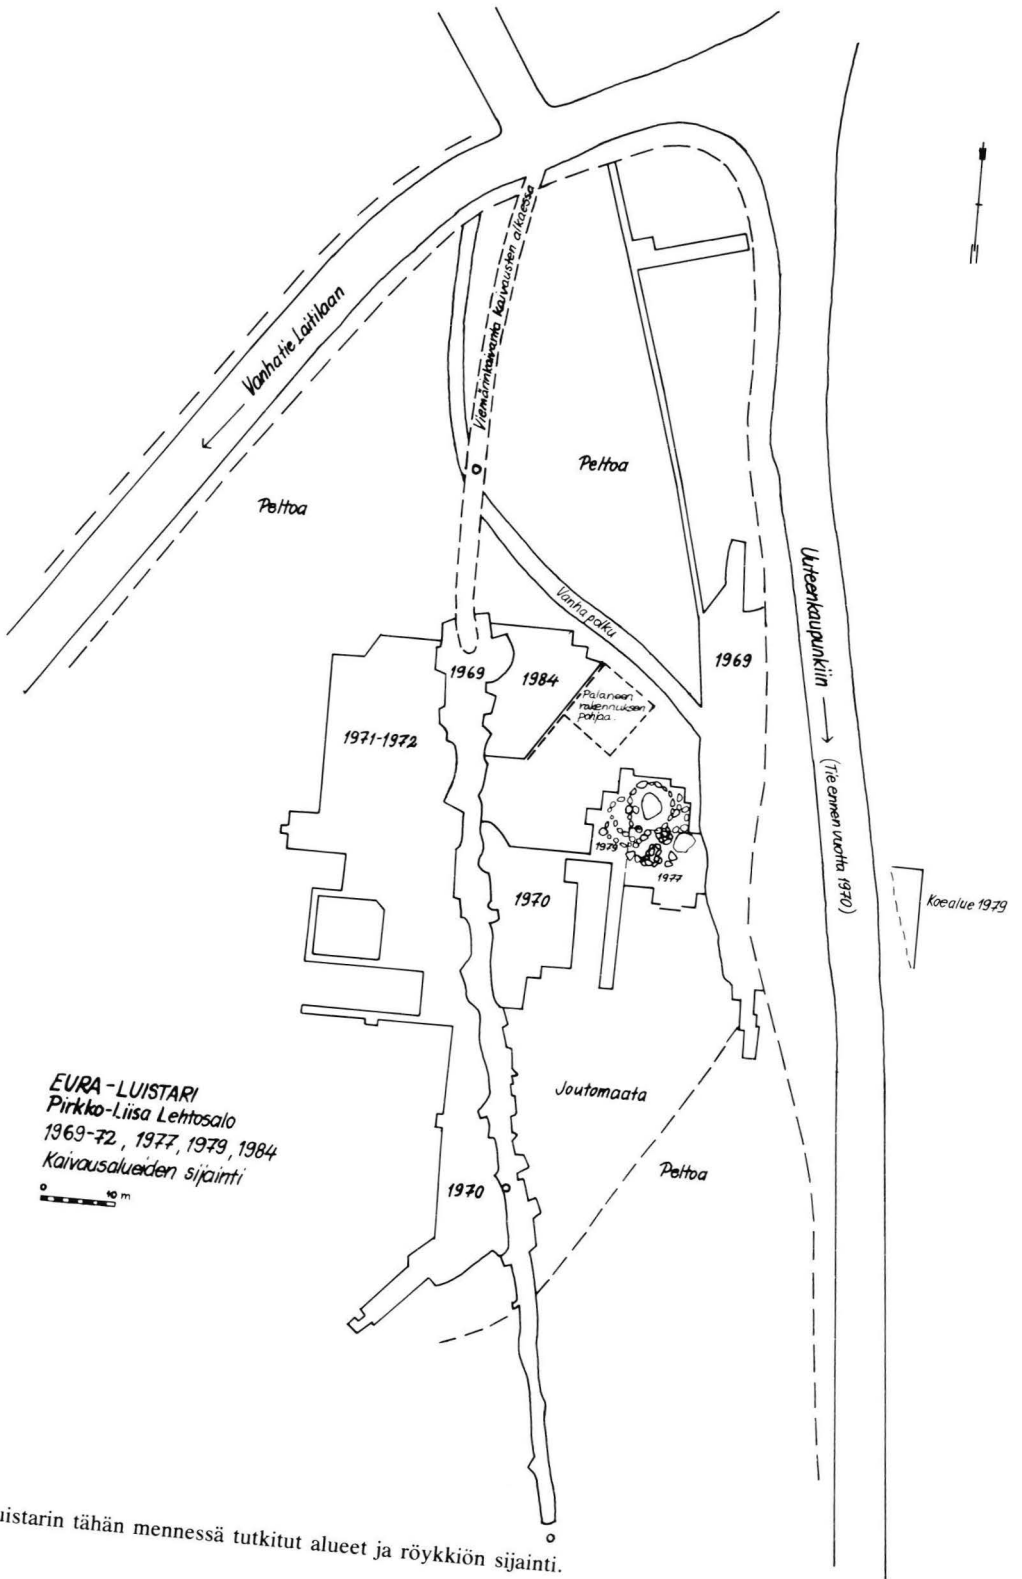 Vanhatie Laitilaan
Viemärinkaivanto kaivausten aikaessa
Peltoa
Peltoa
Vanha polku
Uuteenkaupunkiin
(Tie ennen vuotta 1970)
1969
1984
1969
Palaneen
rakennuksen
pohjaa
1971-1972
1979
1977
1970
Koealue 1979
Joutomaata
Peltoa
EURA-LUISTARI
Pirkko-Liisa Lehtosalo
1969-72, 1977, 1979, 1984
Kaivausalueiden sijainti
0 10 m
1970
uistarin tähän mennessä tutkitut alueet ja röykkiön sijainti.